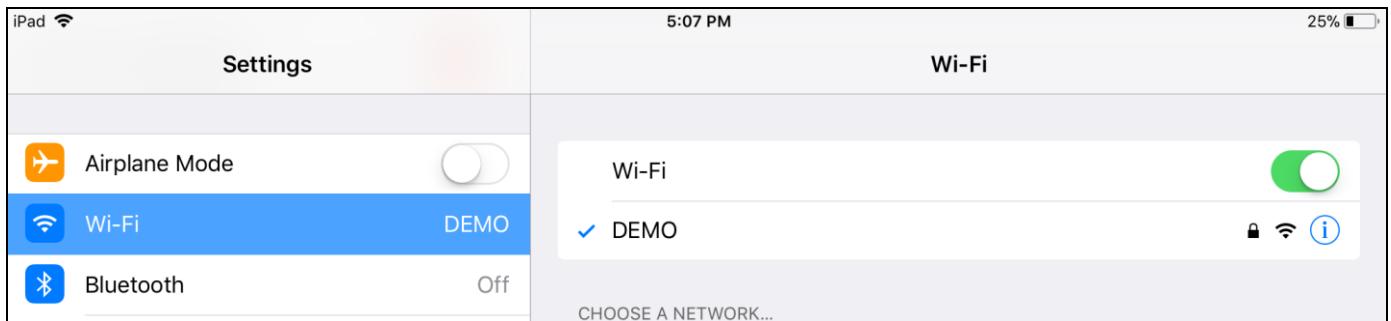 iPad 5:07 PM 25%
Settings
Wi-Fi
Airplane Mode
Wi-Fi DEMO
Bluetooth Off
Wi-Fi
DEMO
CHOOSE A NETWORK...